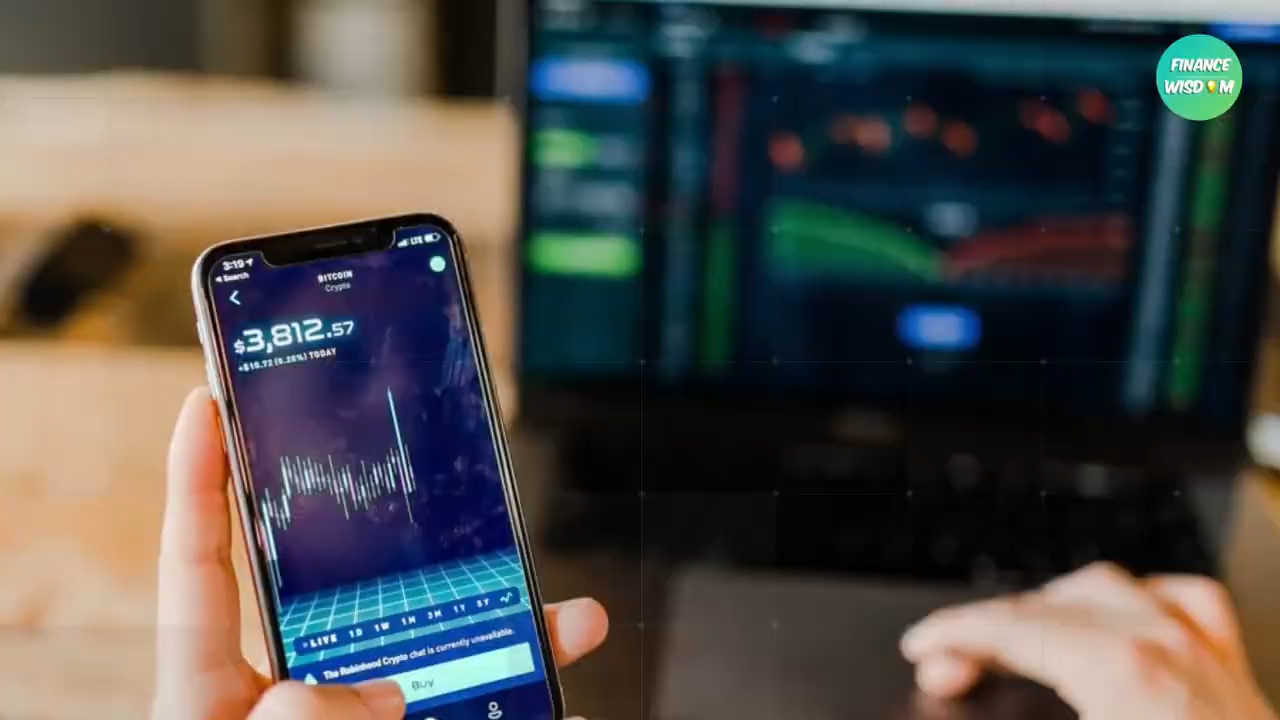 FINANCE
WISDOM
3:19
LTE
Search
BITCOIN
Crypto
$3,812.57
+$10.72 (0.28%) TODAY
LIVE 1D 1W 1M 3M 1Y 5Y
The Robinhood Crypto chat is currently unavailable.
Buy